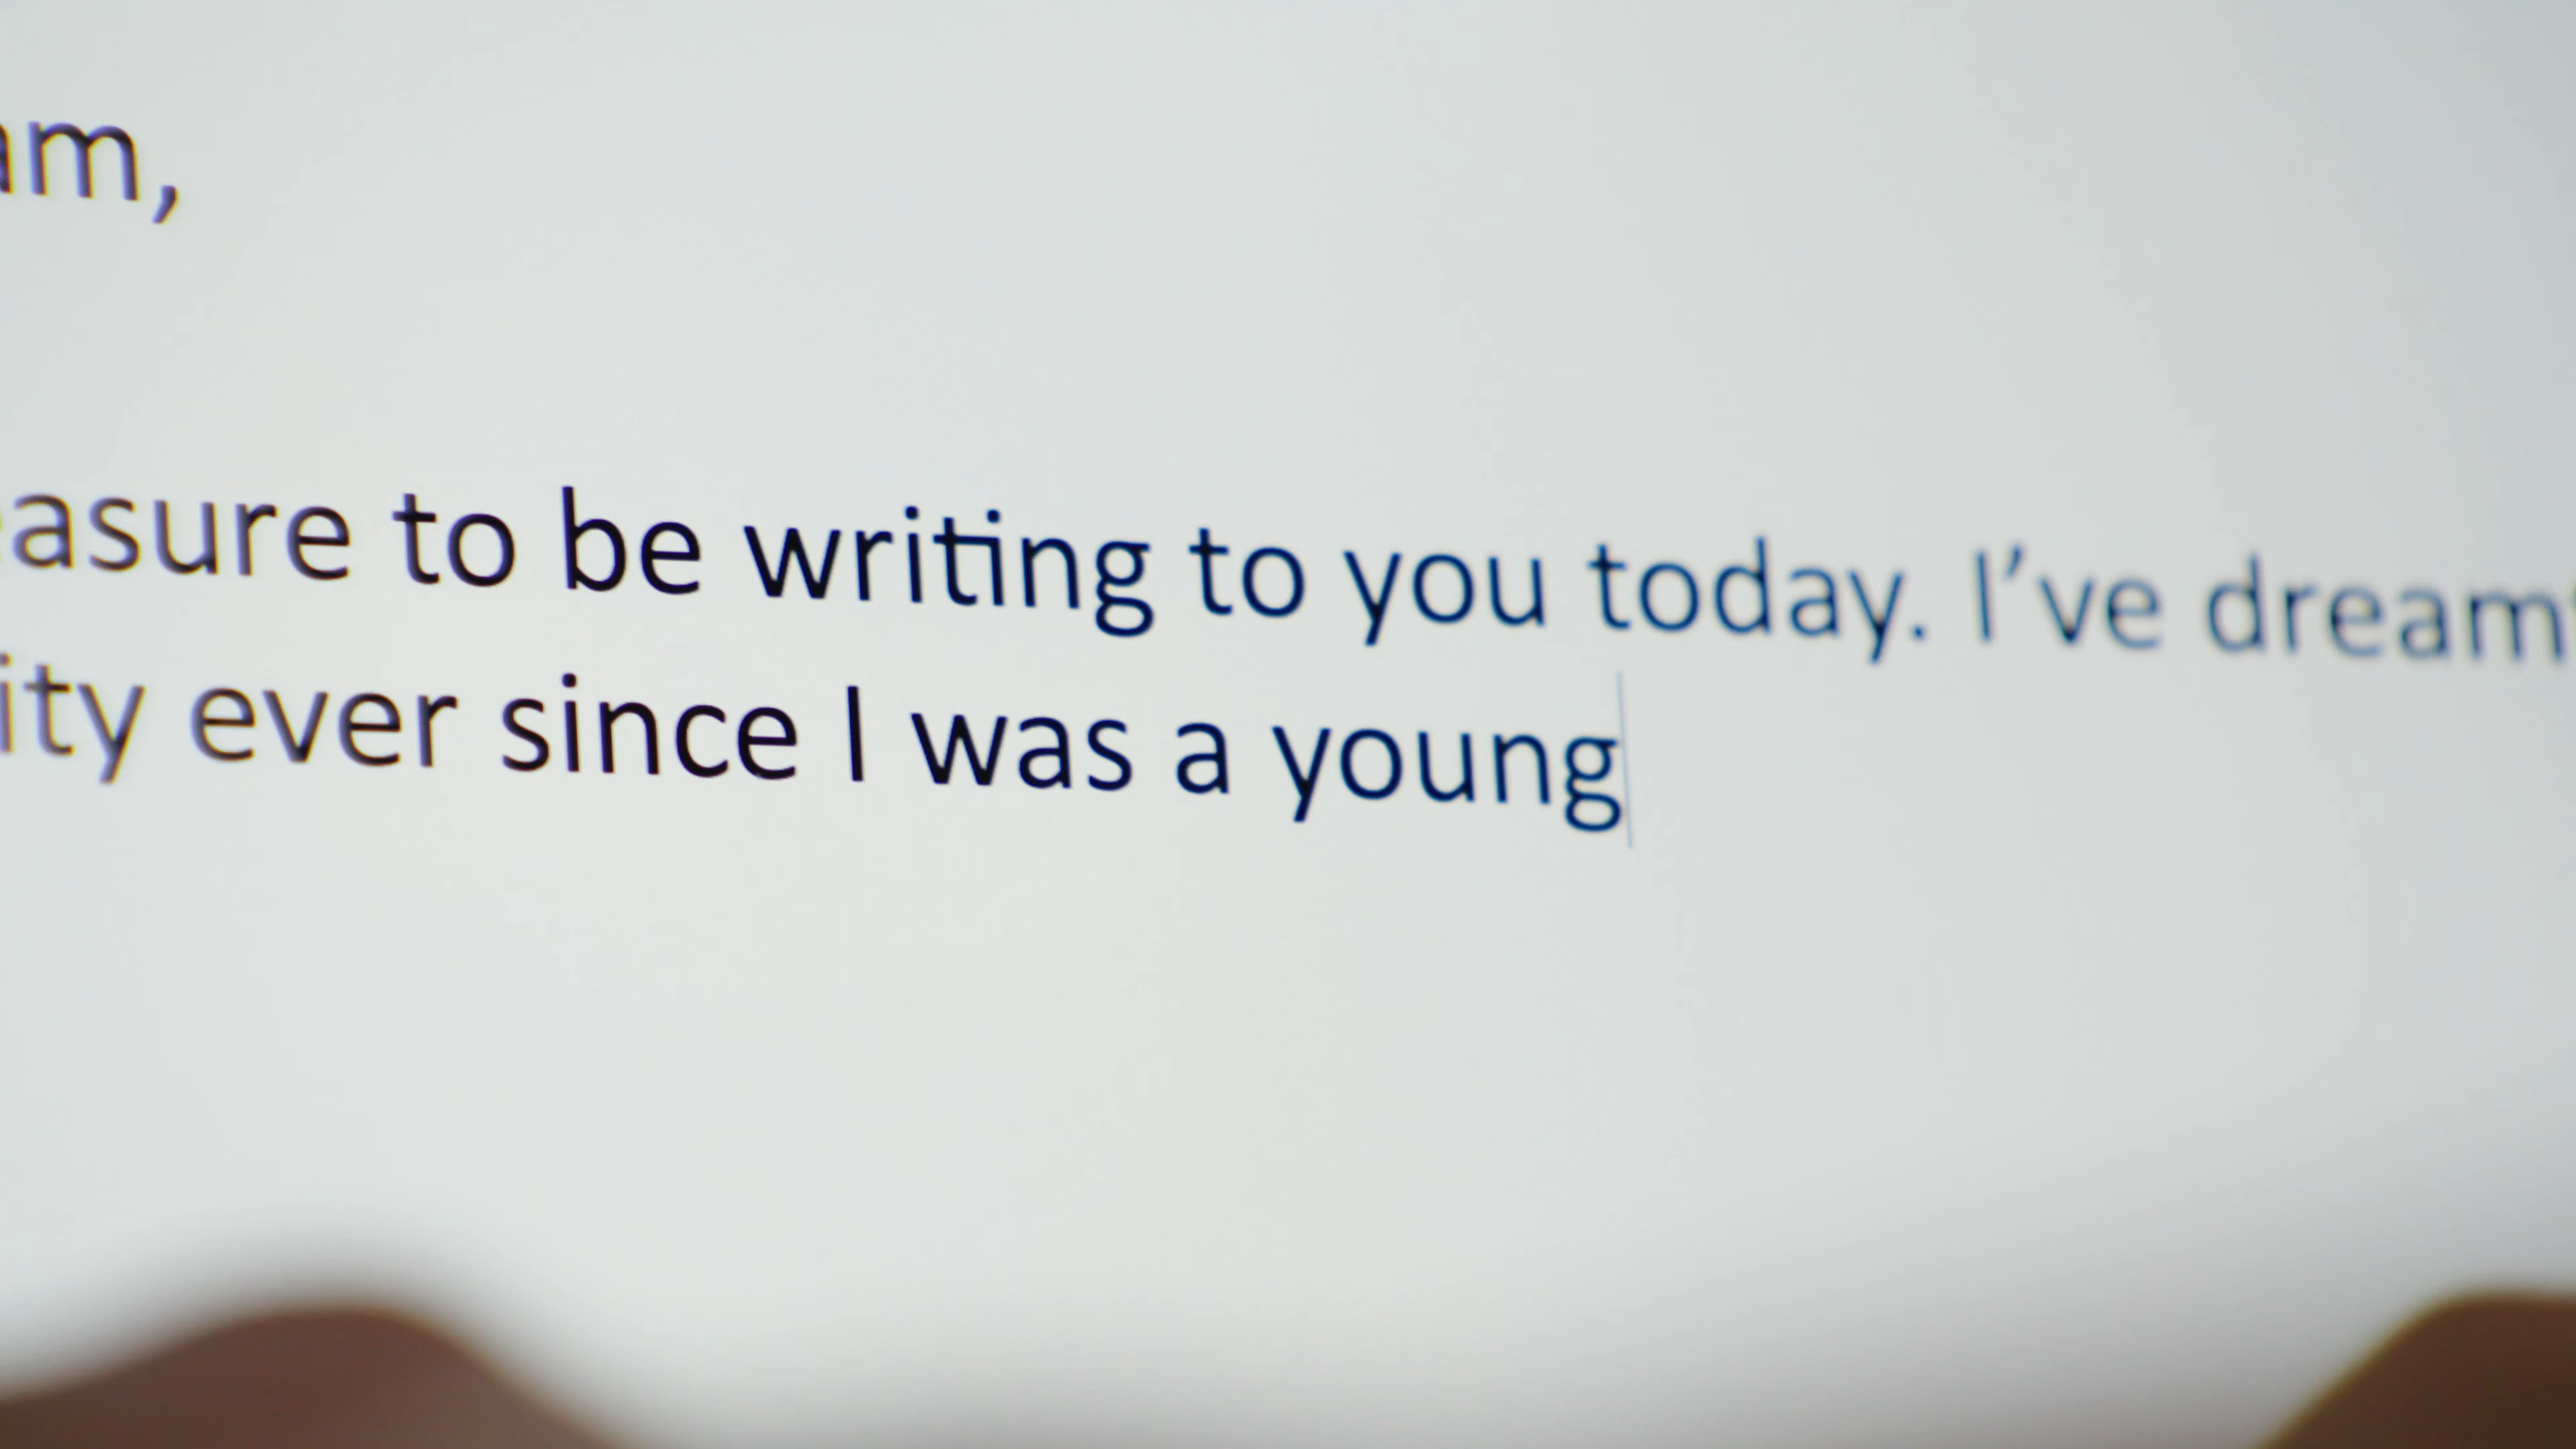 am,
easure to be writing to you today. I’ve dream
ity ever since I was a young